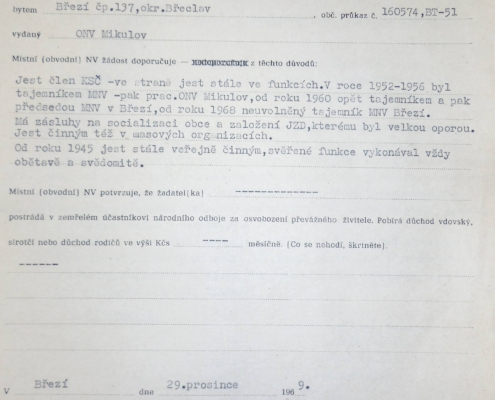 bytem Březí čp.137,okr.Břeclav , obč. průkaz č. 160574,BT-51
vydaný ONV Mikulov
Místní (obvodní) NV žádost doporučuje — z těchto důvodů:
Jest člen KSČ -ve straně jest stále ve funkcích.V roce 1952-1956 byl
tajemníkem MNV -pak prac.ONV Mikulov,od roku 1960 opět tajemníkem a pak
předsedou MNV v Březí,od roku 1968 neuvolněný tajemník MNV Březí.
Má zásluhy na socializaci obce a založení JZD,kterému byl velkou oporou.
Jest činným též v masových organizacích.
Od roku 1945 jest stále veřejně činným,svěřené funkce vykonával vždy
obětavě a svědomitě.
Místní (obvodní) NV potvrzuje, že žadatel(ka) -------------
postrádá v zemřelém účastníkovi národního odboje za osvobození převážného živitele. Pobírá důchod vdovský,
sirotčí nebo důchod rodičů ve výši Kčs ---- měsíčně. (Co se nehodí, škrtněte).
------
V Březí dne 29.prosince 196 9.